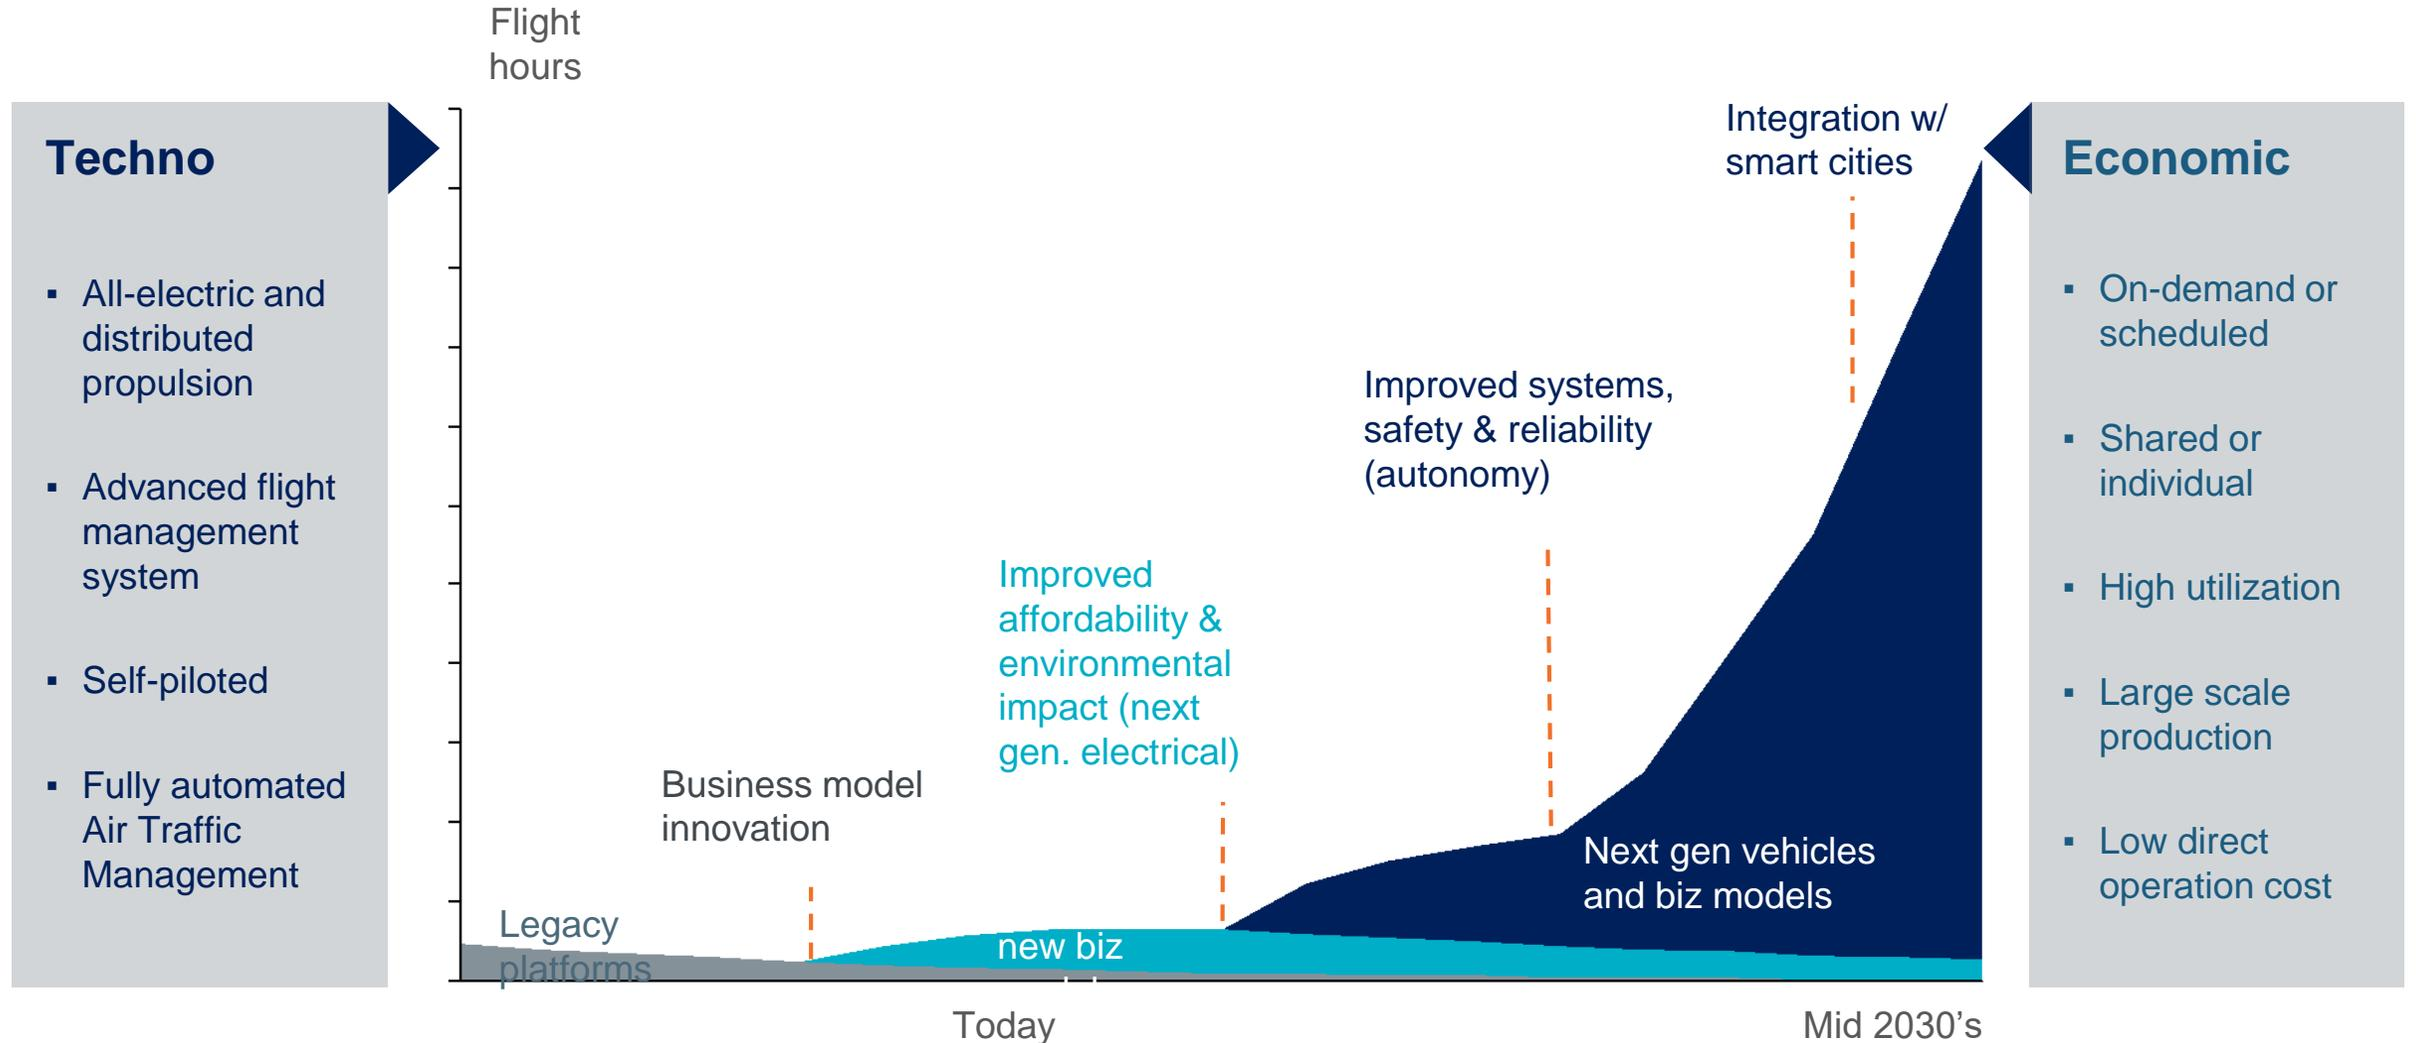 Flight
hours
Techno
▪ All-electric and
distributed
propulsion
▪ Advanced flight
management
system
▪ Self-piloted
▪ Fully automated
Air Traffic
Management
Legacy
platforms
Business model
innovation
new biz
Improved
affordability &
environmental
impact (next
gen. electrical)
Improved systems,
safety & reliability
(autonomy)
Integration w/
smart cities
Next gen vehicles
and biz models
Today
Mid 2030’s
Economic
▪ On-demand or
scheduled
▪ Shared or
individual
▪ High utilization
▪ Large scale
production
▪ Low direct
operation cost